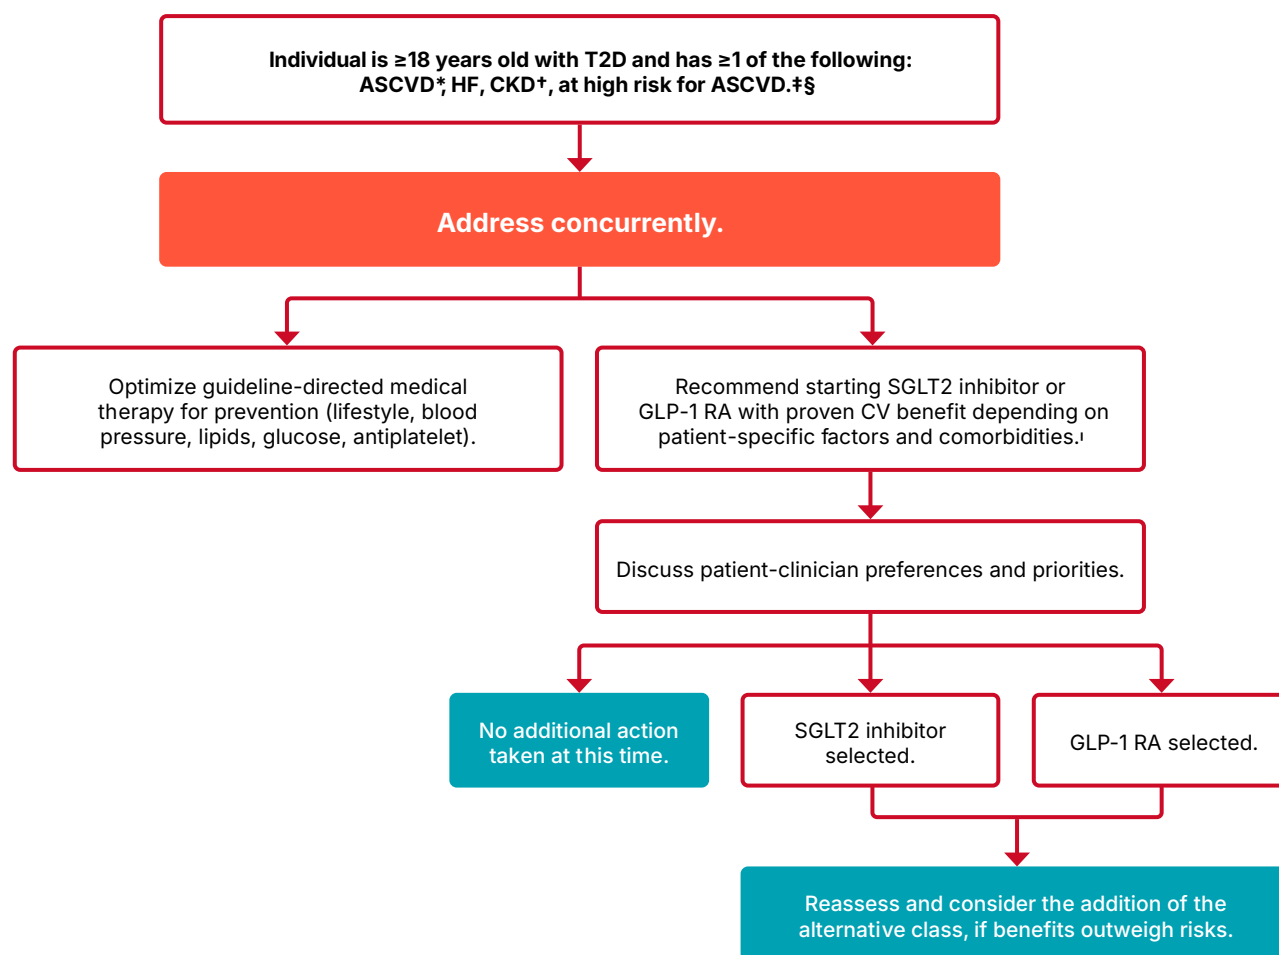 Individual is ≥18 years old with T2D and has ≥1 of the following:
ASCVD*, HF, CKD†, at high risk for ASCVD.‡§
Address concurrently.
Optimize guideline-directed medical
therapy for prevention (lifestyle, blood
pressure, lipids, glucose, antiplatelet).
Recommend starting SGLT2 inhibitor or
GLP-1 RA with proven CV benefit depending on
patient-specific factors and comorbidities.ı
Discuss patient-clinician preferences and priorities.
No additional action
taken at this time.
SGLT2 inhibitor
selected.
GLP-1 RA selected.
Reassess and consider the addition of the
alternative class, if benefits outweigh risks.